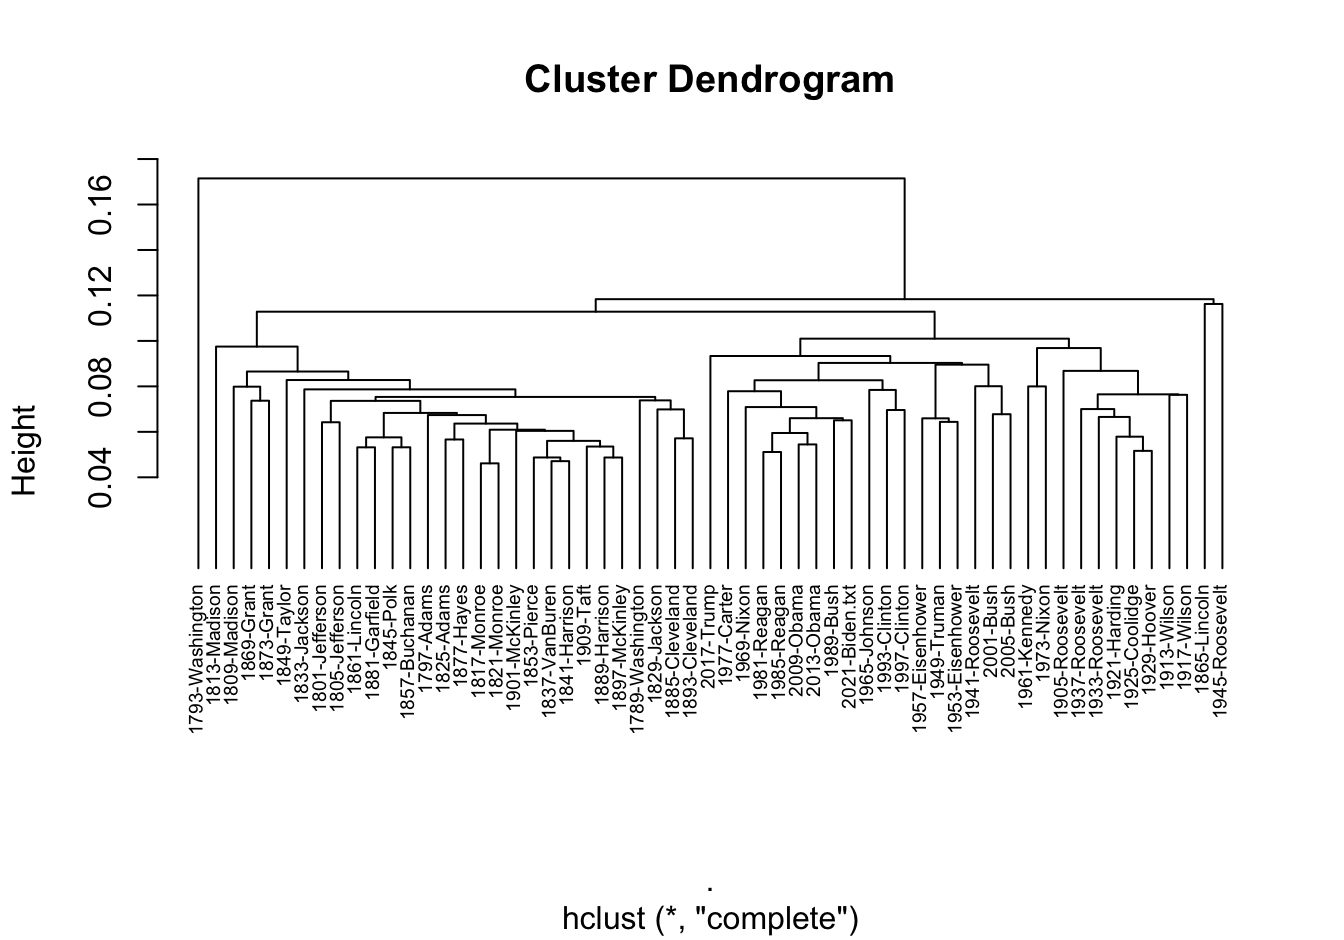 Cluster Dendrogram
Height
0.04
0.08
0.12
0.16
1793-Washington
1813-Madison
1809-Madison
1869-Grant
1873-Grant
1849-Taylor
1833-Jackson
1801-Jefferson
1805-Jefferson
1861-Lincoln
1881-Garfield
1845-Polk
1857-Buchanan
1797-Adams
1825-Adams
1877-Hayes
1817-Monroe
1821-Monroe
1901-McKinley
1853-Pierce
1837-VanBuren
1841-Harrison
1909-Taft
1889-Harrison
1897-McKinley
1789-Washington
1829-Jackson
1885-Cleveland
1893-Cleveland
2017-Trump
1977-Carter
1969-Nixon
1981-Reagan
1985-Reagan
2009-Obama
2013-Obama
1989-Bush
2021-Biden.txt
1965-Johnson
1993-Clinton
1997-Clinton
1957-Eisenhower
1949-Truman
1953-Eisenhower
1941-Roosevelt
2001-Bush
2005-Bush
1961-Kennedy
1973-Nixon
1905-Roosevelt
1937-Roosevelt
1933-Roosevelt
1921-Harding
1925-Coolidge
1929-Hoover
1913-Wilson
1917-Wilson
1865-Lincoln
1945-Roosevelt
.
hclust (*, "complete")